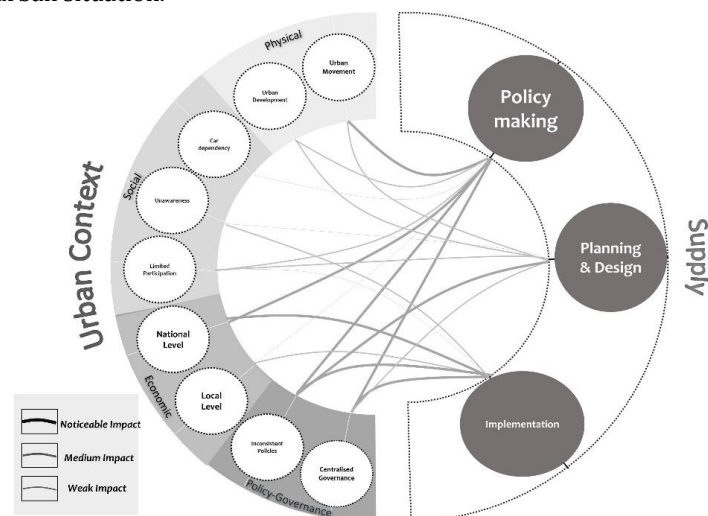 Physical
Urban
Movement
Urban
Development
Car
dependency
Social
Unawareness
Limited
Participation
Urban Context
National
Level
Local
Level
Economic
Inconsistent
Policies
Centralised
Governance
Policy-Governance
Policy
making
Planning
& Design
Implementation
Supply
Noticeable Impact
Medium Impact
Weak Impact